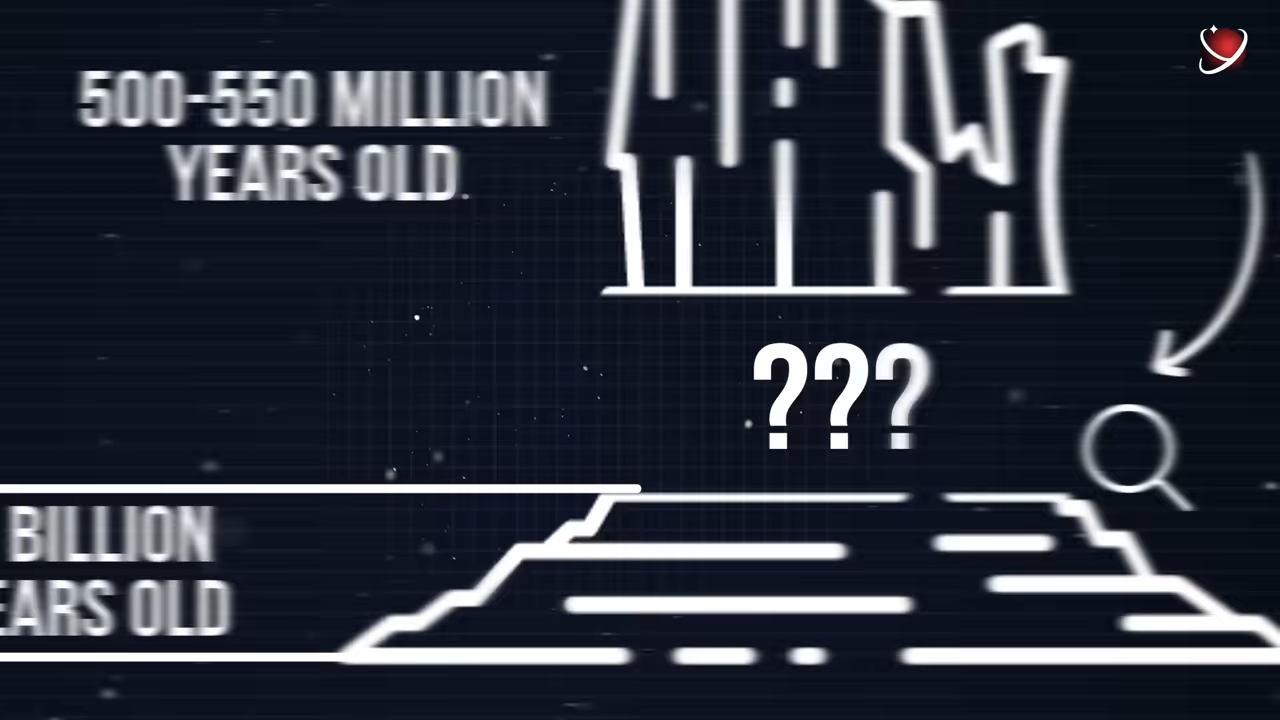 500-550 MILLION
YEARS OLD
???
BILLION
EARS OLD